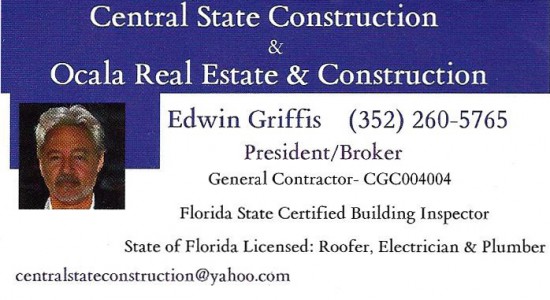 Central State Construction
&
Ocala Real Estate & Construction
Edwin Griffis (352) 260-5765
President/Broker
General Contractor- CGC004004
Florida State Certified Building Inspector
State of Florida Licensed: Roofer, Electrician & Plumber
centralstateconstruction@yahoo.com